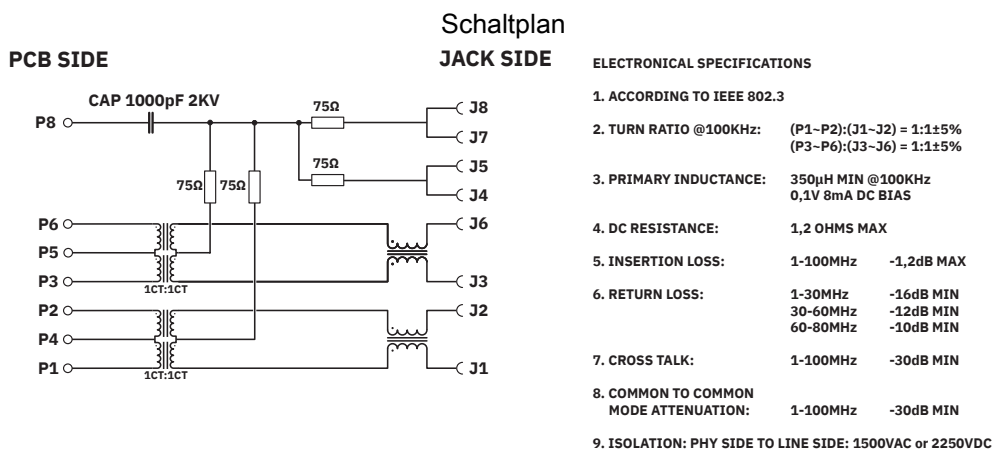 Schaltplan
PCB SIDE
JACK SIDE
CAP 1000pF 2KV
P8
75Ω
J8
J7
75Ω
J5
J4
75Ω 75Ω
P6
J6
P5
P3
J3
1CT:1CT
P2
J2
P4
P1
J1
1CT:1CT
ELECTRONICAL SPECIFICATIONS
1. ACCORDING TO IEEE 802.3
2. TURN RATIO @100KHz: (P1~P2):(J1~J2) = 1:1±5%
(P3~P6):(J3~J6) = 1:1±5%
3. PRIMARY INDUCTANCE: 350µH MIN @100KHz
0,1V 8mA DC BIAS
4. DC RESISTANCE: 1,2 OHMS MAX
5. INSERTION LOSS: 1-100MHz -1,2dB MAX
6. RETURN LOSS: 1-30MHz -16dB MIN
30-60MHz -12dB MIN
60-80MHz -10dB MIN
7. CROSS TALK: 1-100MHz -30dB MIN
8. COMMON TO COMMON
MODE ATTENUATION: 1-100MHz -30dB MIN
9. ISOLATION: PHY SIDE TO LINE SIDE: 1500VAC or 2250VDC